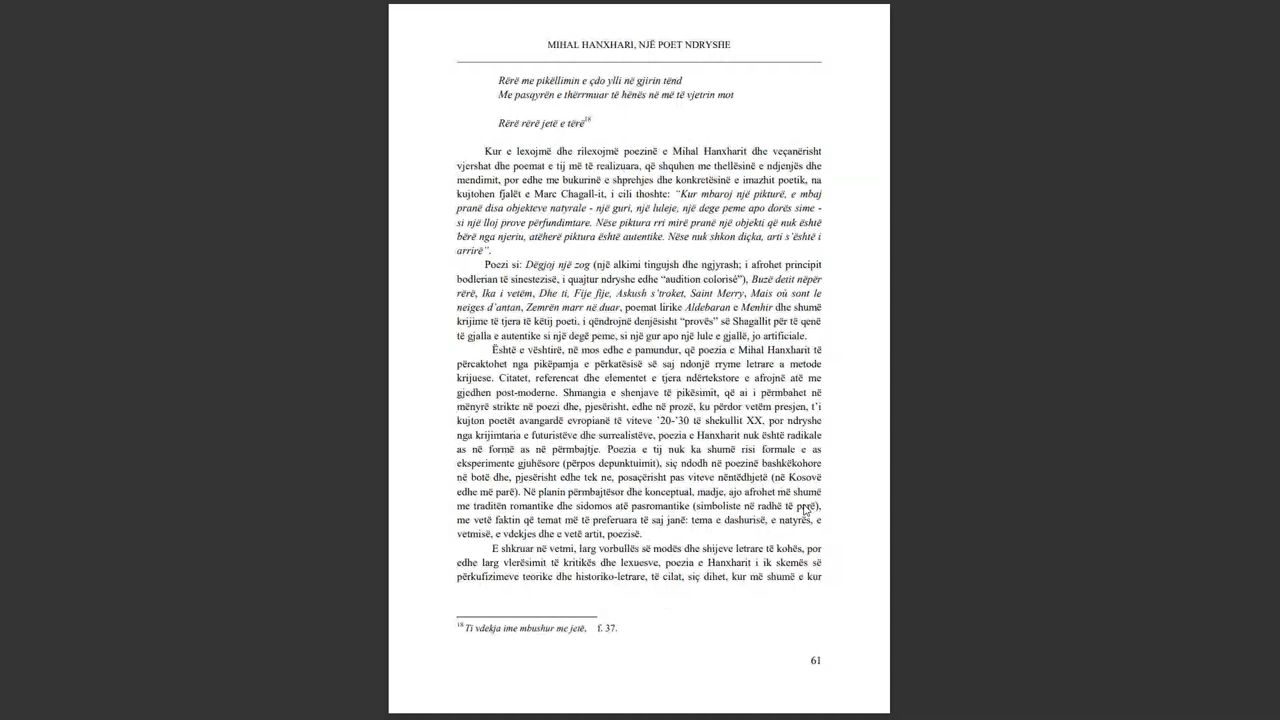 MIHAL HANXHARI, NJË POET NDRYSHE
Rërë me pikëllimin e çdo ylli në gjirin tënd
Me pasqyrën e thërrmuar të hënës në më të vjetrin mot
Rërë rërë jetë e tërë18
Kur e lexojmë dhe rilexojmë poezinë e Mihal Hanxharit dhe veçanërisht
vjershat dhe poemat e tij më të realizuara, që shquhen me thellësinë e ndjenjës dhe
mendimit, por edhe me bukurinë e shprehjes dhe konkretësinë e imazhit poetik, na
kujtohen fjalët e Marc Chagall-it, i cili thoshte: “Kur mbaroj një pikturë, e mbaj
pranë disa objekteve natyrale - një guri, një luleje, një dege peme apo dorës sime -
si një lloj prove përfundimtare. Nëse piktura rri mirë pranë një objekti që nuk është
bërë nga njeriu, atëherë piktura është autentike. Nëse nuk shkon diçka, arti s’është i
arrirë”.
Poezi si: Dëgjoj një zog (një alkimi tingujsh dhe ngjyrash; i afrohet principit
bodlerian të sinestezisë, i quajtur ndryshe edhe “audition colorisé”), Buzë detit nëpër
rërë, Ika i vetëm, Dhe ti, Fije fije, Askush s’troket, Saint Merry, Mais où sont le
neiges d’antan, Zemrën marr në duar, poemat lirike Aldebaran e Menhir dhe shumë
krijime të tjera të këtij poeti, i qëndrojnë denjësisht “provës” së Shagallit për të qenë
të gjalla e autentike si një degë peme, si një gur apo një lule e gjallë, jo artificiale.
Është e vështirë, në mos edhe e pamundur, që poezia e Mihal Hanxharit të
përcaktohet nga pikëpamja e përkatësisë së saj ndonjë rryme letrare a metode
krijuese. Citatet, referencat dhe elementet e tjera ndërtekstore e afrojnë atë me
gjedhen post-moderne. Shmangia e shenjave të pikësimit, që ai i përmbahet në
mënyrë strikte në poezi dhe, pjesërisht, edhe në prozë, ku përdor vetëm presjen, t’i
kujton poetët avangardë evropianë të viteve ’20-’30 të shekullit XX, por ndryshe
nga krijimtaria e futuristëve dhe surrealistëve, poezia e Hanxharit nuk është radikale
as në formë as në përmbajtje. Poezia e tij nuk ka shumë risi formale e as
eksperimente gjuhësore (përpos depunktuimit), siç ndodh në poezinë bashkëkohore
në botë dhe, pjesërisht edhe tek ne, posaçërisht pas viteve nëntëdhjetë (në Kosovë
edhe më parë). Në planin përmbajtësor dhe konceptual, madje, ajo afrohet më shumë
me traditën romantike dhe sidomos atë pasromantike (simboliste në radhë të parë),
me vetë faktin që temat më të preferuara të saj janë: tema e dashurisë, e natyrës, e
vetmisë, e vdekjes dhe e vetë artit, poezisë.
E shkruar në vetmi, larg vorbullës së modës dhe shijeve letrare të kohës, por
edhe larg vlerësimit të kritikës dhe lexuesve, poezia e Hanxharit i ik skemës së
përkufizimeve teorike dhe historiko-letrare, të cilat, siç dihet, kur më shumë e kur
18 Ti vdekja ime mbushur me jetë, f. 37.
61